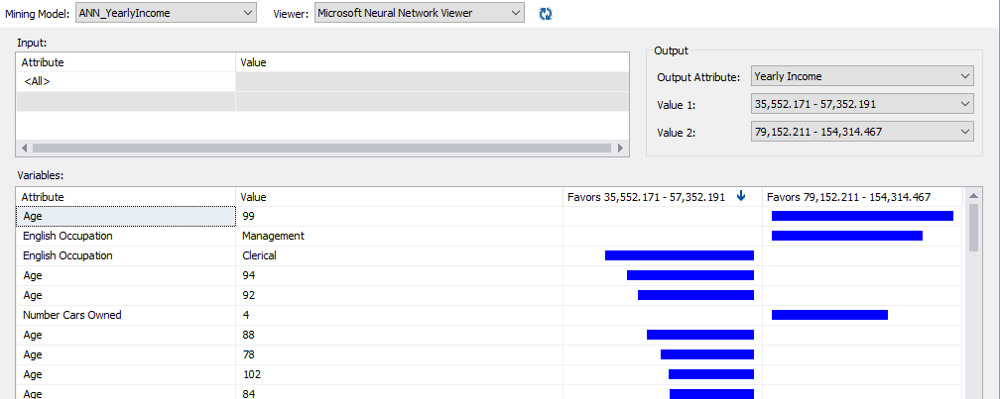 Mining Model: ANN_YearlyIncome Viewer: Microsoft Neural Network Viewer
Input: Output
Attribute Value
<All>
Output Attribute: Yearly Income
Value 1: 35,552.171 - 57,352.191
Value 2: 79,152.211 - 154,314.467
Variables:
Attribute Value Favors 35,552.171 - 57,352.191 Favors 79,152.211 - 154,314.467
Age 99
English Occupation Management
English Occupation Clerical
Age 94
Age 92
Number Cars Owned 4
Age 88
Age 78
Age 102
Age 84